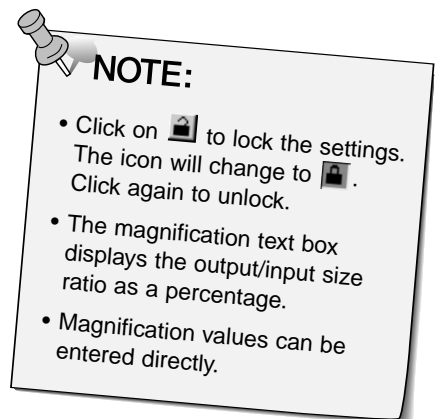 NOTE:
• Click on to lock the settings.
The icon will change to .
Click again to unlock.
• The magnification text box
displays the output/input size
ratio as a percentage.
• Magnification values can be
entered directly.